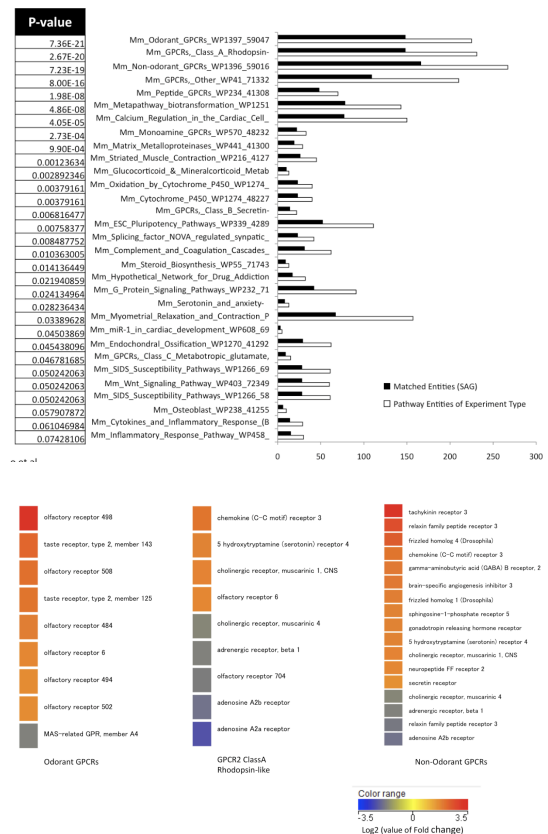 P-value
7.36E-21 Mm_Odorant_GPCRs_WP1397_59047
2.67E-20 Mm_GPCRs,_Class_A_Rhodopsin-
7.23E-19 Mm_Non-odorant_GPCRs_WP1396_59016
8.00E-16 Mm_GPCRs,_Other_WP41_71332
1.98E-08 Mm_Peptide_GPCRs_WP234_41308
4.86E-08 Mm_Metapathway_biotransformation_WP1251
4.05E-05 Mm_Calcium_Regulation_in_the_Cardiac_Cell_
2.73E-04 Mm_Monoamine_GPCRs_WP570_48232
9.90E-04 Mm_Matrix_Metalloproteinases_WP441_41300
0.00123634 Mm_Striated_Muscle_Contraction_WP216_4127
0.002892346 Mm_Glucocorticoid_&_Mineralcorticoid_Metab
0.00379161 Mm_Oxidation_by_Cytochrome_P450_WP1274_
0.00379161 Mm_Cytochrome_P450_WP1274_48227
0.006816477 Mm_GPCRs,_Class_B_Secretin-
0.00758377 Mm_ESC_Pluripotency_Pathways_WP339_4289
0.008487752 Mm_Splicing_factor_NOVA_regulated_synpatic_
0.010363005 Mm_Complement_and_Coagulation_Cascades_
0.014136449 Mm_Steroid_Biosynthesis_WP55_71743
0.021940859 Mm_Hypothetical_Network_for_Drug_Addiction
0.024134964 Mm_G_Protein_Signaling_Pathways_WP232_71
0.028236434 Mm_Serotonin_and_anxiety-
0.03389628 Mm_Myometrial_Relaxation_and_Contraction_P
0.04503869 Mm_miR-1_in_cardiac_development_WP608_69
0.045438096 Mm_Endochondral_Ossification_WP1270_41292
0.046781685 Mm_GPCRs,_Class_C_Metabotropic_glutamate,
0.050242063 Mm_SIDS_Susceptibility_Pathways_WP1266_69
0.050242063 Mm_Wnt_Signaling_Pathway_WP403_72349
0.050242063 Mm_SIDS_Susceptibility_Pathways_WP1266_58
0.057907872 Mm_Osteoblast_WP238_41255
0.061046984 Mm_Cytokines_and_Inflammatory_Response_(B
0.07428106 Mm_Inflammatory_Response_Pathway_WP458_
Matched Entities (SAG)
Pathway Entities of Experiment Type
0 50 100 150 200 250 300
olfactory receptor 498
taste receptor, type 2, member 143
olfactory receptor 508
taste receptor, type 2, member 125
olfactory receptor 484
olfactory receptor 6
olfactory receptor 494
olfactory receptor 502
MAS-related GPR, member A4
Odorant GPCRs
chemokine (C-C motif) receptor 3
5 hydroxytryptamine (serotonin) receptor 4
cholinergic receptor, muscarinic 1, CNS
olfactory receptor 6
cholinergic receptor, muscarinic 4
adrenergic receptor, beta 1
olfactory receptor 704
adenosine A2b receptor
adenosine A2a receptor
GPCR2 ClassA
Rhodopsin-like
tachykinin receptor 3
relaxin family peptide receptor 3
frizzled homolog 4 (Drosophila)
chemokine (C-C motif) receptor 3
gamma-aminobutyric acid (GABA) B receptor, 2
brain-specific angiogenesis inhibitor 3
frizzled homolog 1 (Drosophila)
sphingosine-1-phosphate receptor 5
gonadotropin releasing hormone receptor
5 hydroxytryptamine (serotonin) receptor 4
cholinergic receptor, muscarinic 1, CNS
neuropeptide FF receptor 2
secretin receptor
cholinergic receptor, muscarinic 4
adrenergic receptor, beta 1
relaxin family peptide receptor 3
adenosine A2b receptor
Non-Odorant GPCRs
Color range
-3.5 0 3.5
Log2 (value of Fold change)